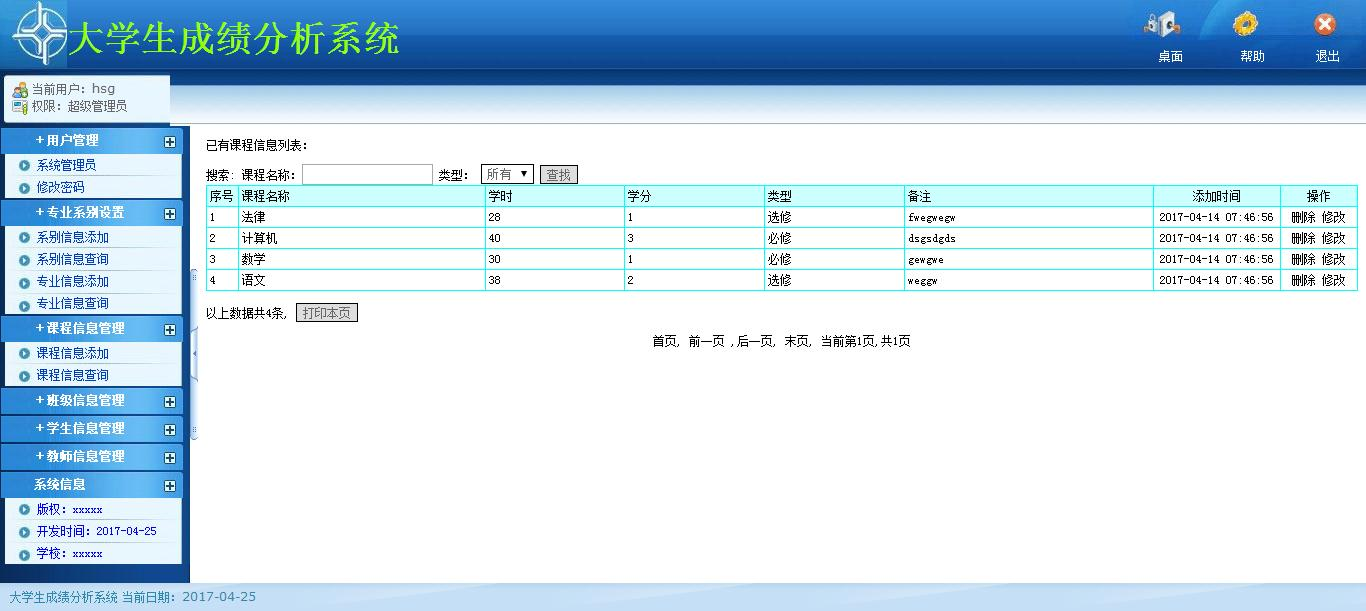 大学生成绩分析系统
桌面 帮助 退出
当前用户：hsg
权限：超级管理员
+用户管理
系统管理员
修改密码
+专业系别设置
系别信息添加
系别信息查询
专业信息添加
专业信息查询
+课程信息管理
课程信息添加
课程信息查询
+班级信息管理
+学生信息管理
+教师信息管理
系统信息
版权：xxxxx
开发时间：2017-04-25
学校：xxxxx
已有课程信息列表：
搜索: 课程名称: 类型: 所有 查找
序号 课程名称 学时 学分 类型 备注 添加时间 操作
1 法律 28 1 选修 fwegwegw 2017-04-14 07:46:56 删除 修改
2 计算机 40 3 必修 dsgsdgds 2017-04-14 07:46:56 删除 修改
3 数学 30 1 必修 gewgwe 2017-04-14 07:46:56 删除 修改
4 语文 38 2 选修 weggw 2017-04-14 07:46:56 删除 修改
以上数据共4条, 打印本页
首页, 前一页 ,后一页, 末页, 当前第1页,共1页
大学生成绩分析系统 当前日期：2017-04-25